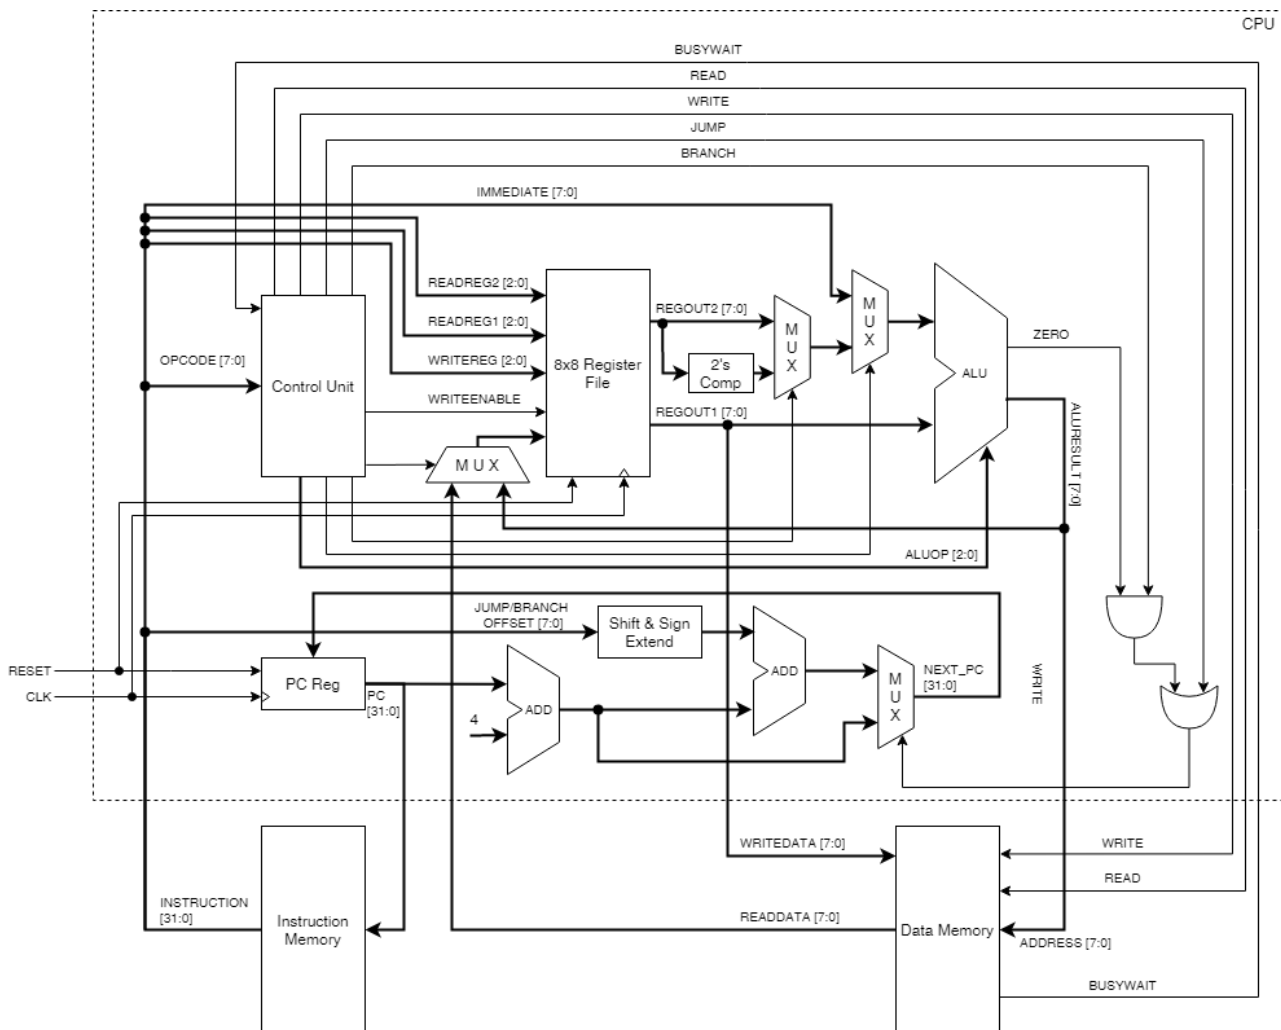 CPU
BUSYWAIT
READ
WRITE
JUMP
BRANCH
IMMEDIATE [7:0]
READREG2 [2:0]
REGOUT2 [7:0]
MUX
MUX
READREG1 [2:0]
ZERO
OPCODE [7:0]
WRITEREG [2:0]
8x8 Register
File
2's
Comp
ALU
Control Unit
WRITEENABLE
REGOUT1 [7:0]
ALURESULT [7:0]
MUX
ALUOP [2:0]
JUMP/BRANCH
OFFSET [7:0]
Shift & Sign
Extend
RESET
PC Reg
ADD
MUX
NEXT_PC
[31:0]
WRITE
CLK
PC
[31:0]
4
ADD
WRITEDATA [7:0]
WRITE
READ
INSTRUCTION
[31:0]
Instruction
Memory
READDATA [7:0]
Data Memory
ADDRESS [7:0]
BUSYWAIT